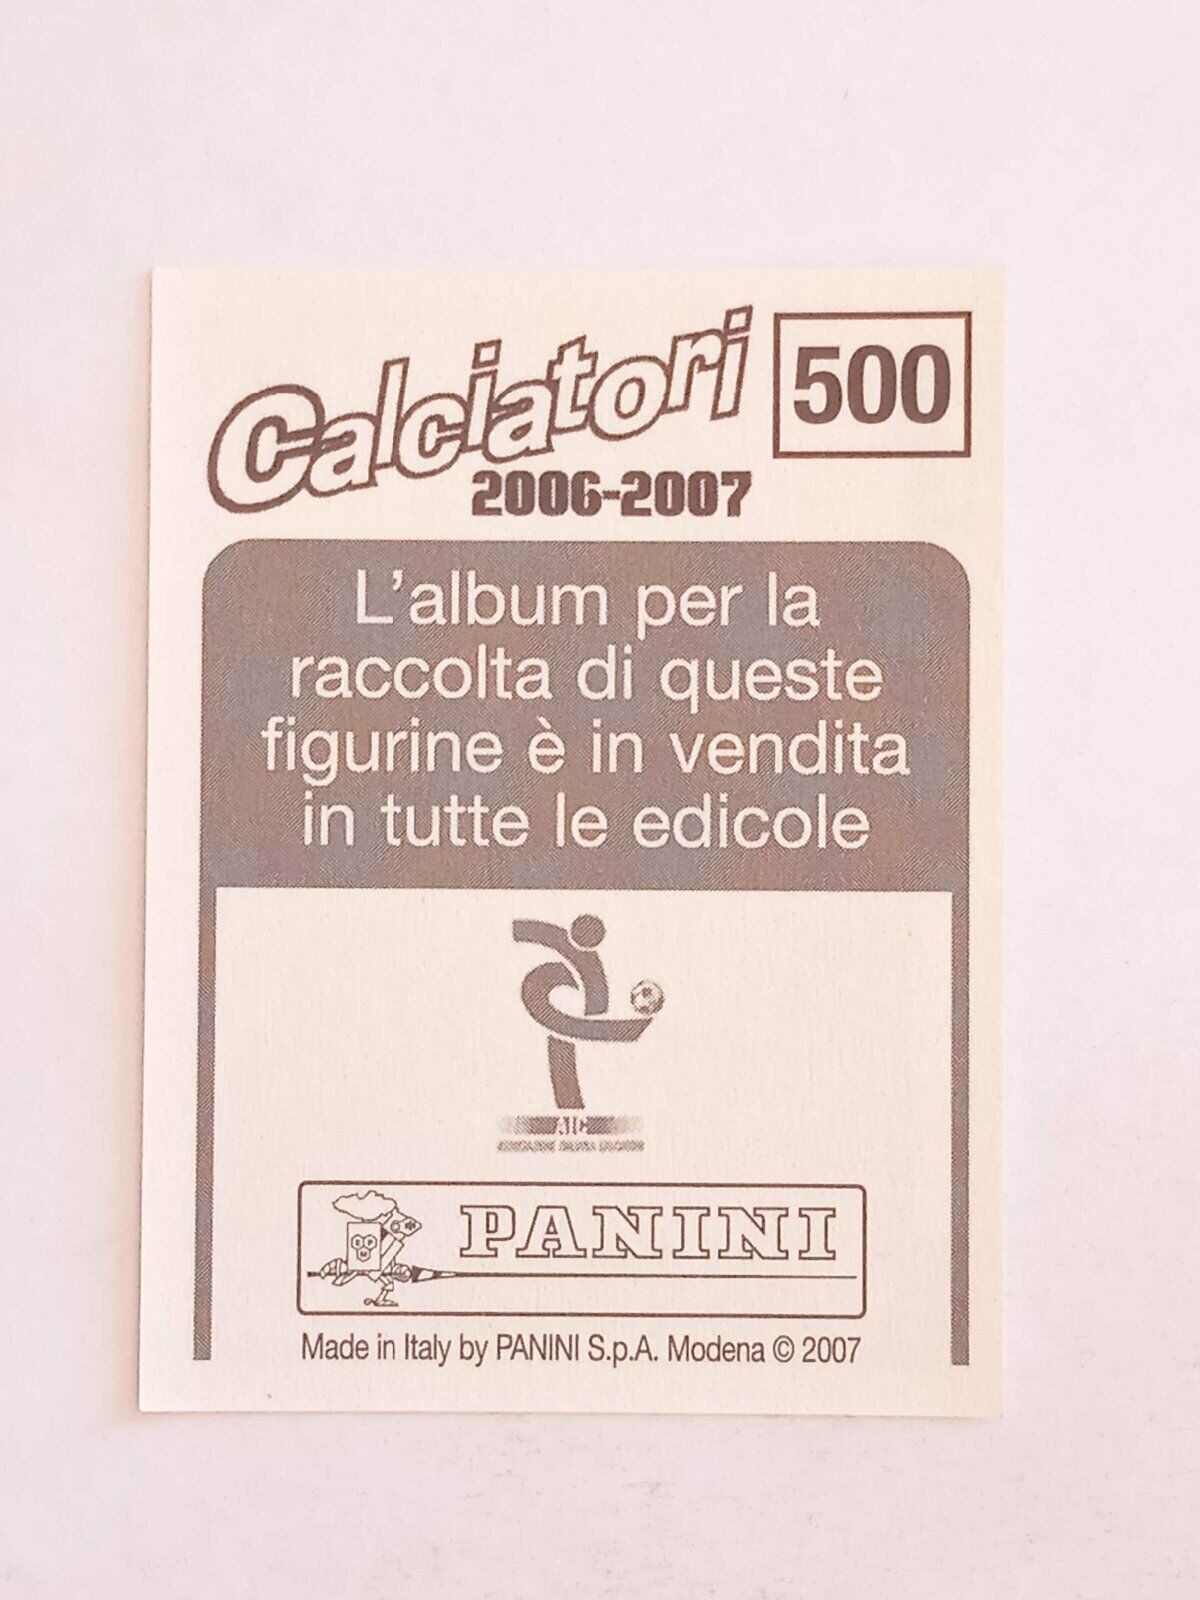 Calciatori
500
2006-2007
L'album per la
raccolta di queste
figurine è in vendita
in tutte le edicole
AIC
PANINI
Made in Italy by PANINI S.p.A. Modena © 2007